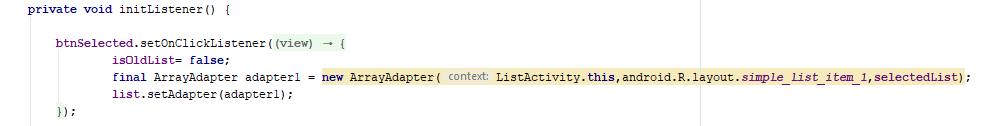 private void initListener() {
btnSelected.setOnClickListener((view) → {
isOldList= false;
final ArrayAdapter adapter1 = new ArrayAdapter( context: ListActivity.this,android.R.layout.simple_list_item_1,selectedList);
list.setAdapter(adapter1);
});